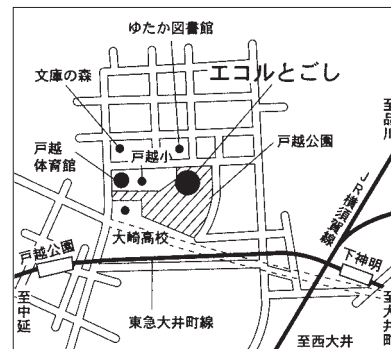 ゆたか図書館
文庫の森
エコルとごし
戸越
体育館
戸越小
戸越公園
至品川
JR横須賀線
大崎高校
戸越公園
下神明
至中延
東急大井町線
至西大井
至大井町